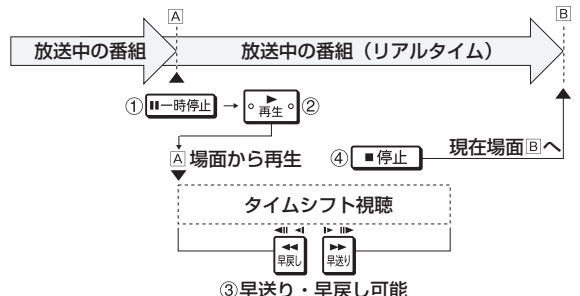 A
B
放送中の番組
放送中の番組（リアルタイム）
① 一時停止 → 再生 ②
A 場面から再生
④ ■停止
現在場面Bへ
タイムシフト視聴
早戻し 早送り
③早送り・早戻し可能